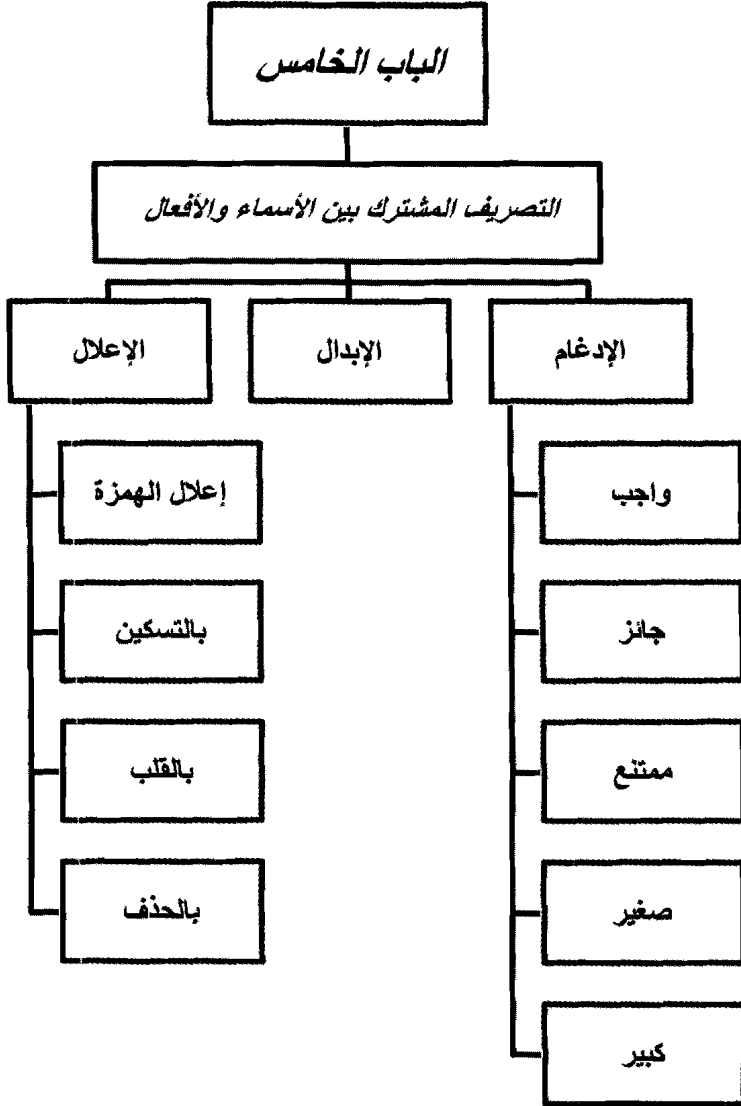 الباب الخامس
التصريف المشترك بين الأسماء والأفعال
الإدغام
الإبدال
الإعلال
واجب
جائز
ممتنع
صغير
كبير
إعلال الهمزة
بالتسكين
بالقلب
بالحذف